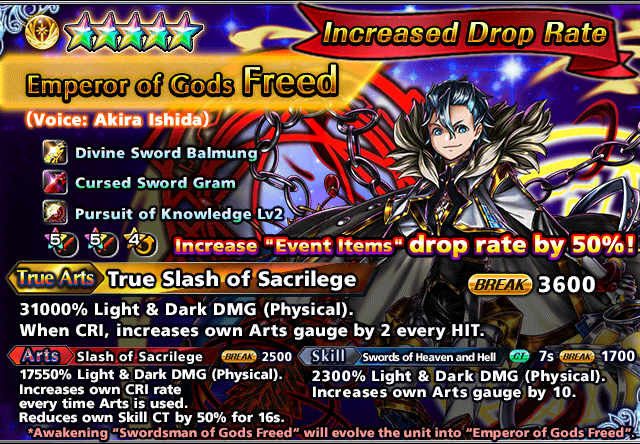 Increased Drop Rate
Emperor of Gods Freed
(Voice: Akira Ishida)
Divine Sword Balmung
Cursed Sword Gram
Pursuit of Knowledge Lv2
5 5 4
Increase "Event Items" drop rate by 50%!
True Arts True Slash of Sacrilege BREAK 3600
31000% Light & Dark DMG (Physical).
When CRI, increases own Arts gauge by 2 every HIT.
Arts Slash of Sacrilege BREAK 2500
17550% Light & Dark DMG (Physical).
Increases own CRI rate
every time Arts is used.
Reduces own Skill CT by 50% for 16s.
Skill Swords of Heaven and Hell CT 7s BREAK 1700
2300% Light & Dark DMG (Physical).
Increases own Arts gauge by 10.
*Awakening "Swordsman of Gods Freed" will evolve the unit into "Emperor of Gods Freed".